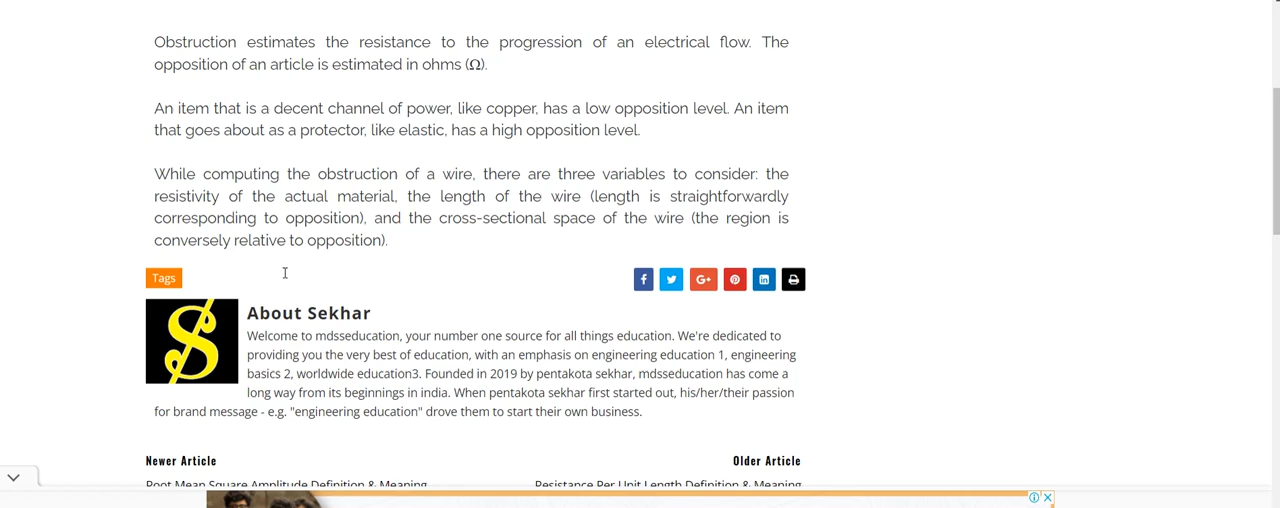 Obstruction estimates the resistance to the progression of an electrical flow. The
opposition of an article is estimated in ohms (Ω).
An item that is a decent channel of power, like copper, has a low opposition level. An item
that goes about as a protector, like elastic, has a high opposition level.
While computing the obstruction of a wire, there are three variables to consider: the
resistivity of the actual material, the length of the wire (length is straightforwardly
corresponding to opposition), and the cross-sectional space of the wire (the region is
conversely relative to opposition).
Tags
G+
About Sekhar
Welcome to mdsseducation, your number one source for all things education. We're dedicated to
providing you the very best of education, with an emphasis on engineering education 1, engineering
basics 2, worldwide education3. Founded in 2019 by pentakota sekhar, mdsseducation has come a
long way from its beginnings in india. When pentakota sekhar first started out, his/her/their passion
for brand message - e.g. "engineering education" drove them to start their own business.
Newer Article
Older Article
Root Mean Square Amplitude Definition & Meaning
Resistance Per Unit Length Definition & Meaning